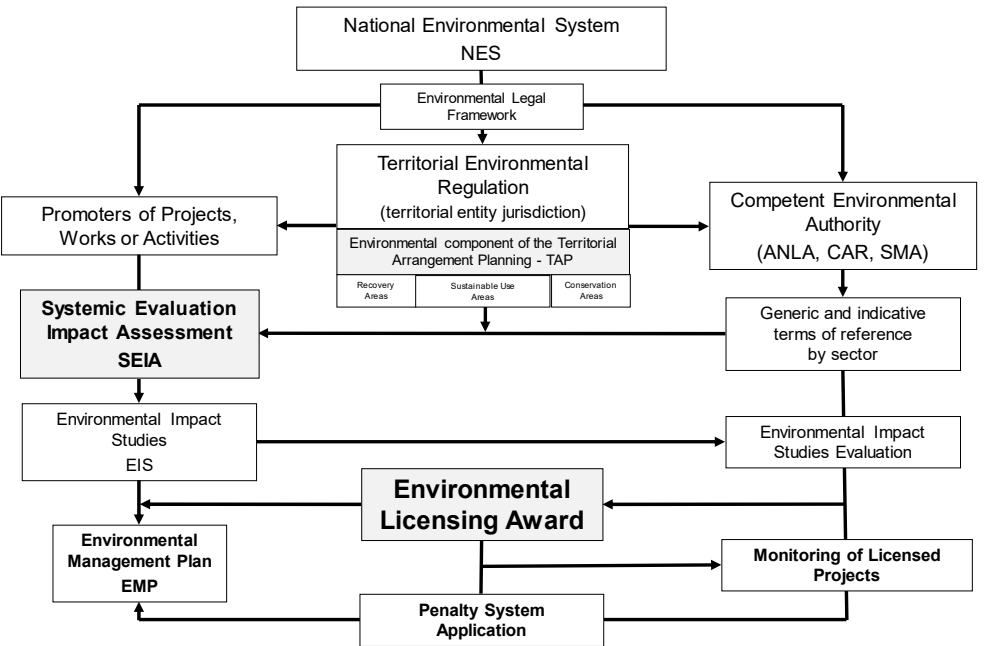 National Environmental System
NES
Environmental Legal
Framework
Territorial Environmental
Regulation
(territorial entity jurisdiction)
Promoters of Projects,
Works or Activities
Competent Environmental
Authority
(ANLA, CAR, SMA)
Environmental component of the Territorial
Arrangement Planning - TAP
Recovery
Areas
Sustainable Use
Areas
Conservation
Areas
Systemic Evaluation
Impact Assessment
SEIA
Generic and indicative
terms of reference
by sector
Environmental Impact
Studies
EIS
Environmental Impact
Studies Evaluation
Environmental
Licensing Award
Environmental
Management Plan
EMP
Monitoring of Licensed
Projects
Penalty System
Application